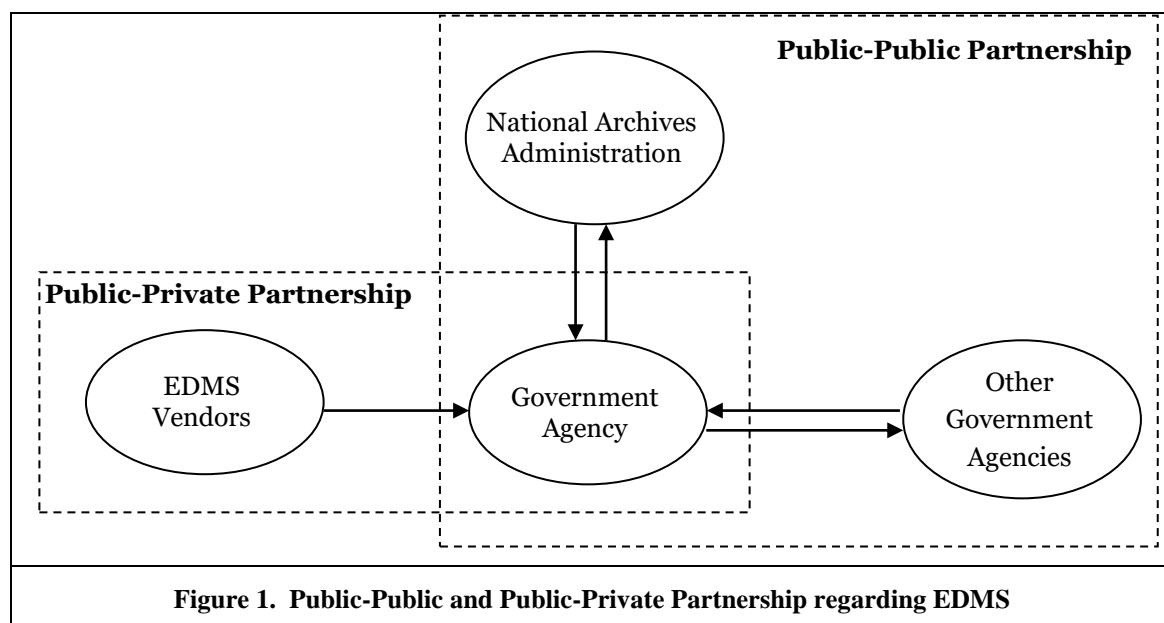 Public-Public Partnership
National Archives
Administration
Public-Private Partnership
EDMS
Vendors
Government
Agency
Other
Government
Agencies
Figure 1. Public-Public and Public-Private Partnership regarding EDMS